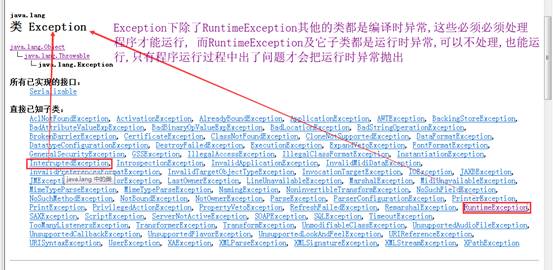 java.lang
类 Exception
Exception下除了RuntimeException其他的类都是编译时异常,这些必须必须处理
程序才能运行, 而RuntimeException及它子类都是运行时异常,可以不处理,也能运
行,只有程序运行过程中出了问题才会把运行时异常抛出
java.lang.Object
java.lang.Throwable
java.lang.Exception
所有已实现的接口:
Serializable
直接已知子类:
AclNotFoundException, ActivationException, AlreadyBoundException, ApplicationException, AWTException, BackingStoreException,
BadAttributeValueExpException, BadBinaryOpValueExpException, BadLocationException, BadStringOperationException,
BrokenBarrierException, CertificateException, ClassNotFoundException, CloneNotSupportedException, DataFormatException,
DatatypeConfigurationException, DestroyFailedException, ExecutionException, ExpandVetoException, FontFormatException,
GeneralSecurityException, GSSException, IllegalAccessException, IllegalClassFormatException, InstantiationException,
InterruptedException, IntrospectionException, InvalidApplicationException, InvalidMidiDataException,
InvalidPreferencesFormatException, InvalidTargetObjectTypeException, InvocationTargetException, IOException, JAXBException,
JMException, LastOwnerException, LineUnavailableException, MarshalException, MidiUnavailableException,
java.lang 中的类
MimeTypeParseException, MimeTypeParseException, NamingException, NoninvertibleTransformException, NoSuchFieldException,
NoSuchMethodException, NotBoundException, NotOwnerException, ParseException, ParserConfigurationException, PrinterException,
PrintException, PrivilegedActionException, PropertyVetoException, RefreshFailedException, RemarshalException, RuntimeException,
SAXException, ScriptException, ServerNotActiveException, SOAPException, SQLException, TimeoutException,
TooManyListenersException, TransformerException, TransformException, UnmodifiableClassException, UnsupportedAudioFileException,
UnsupportedCallbackException, UnsupportedFlavorException, UnsupportedLookAndFeelException, URIReferenceException,
URISyntaxException, UserException, XAException, XMLParseException, XMLSignatureException, XMLStreamException, XPathException